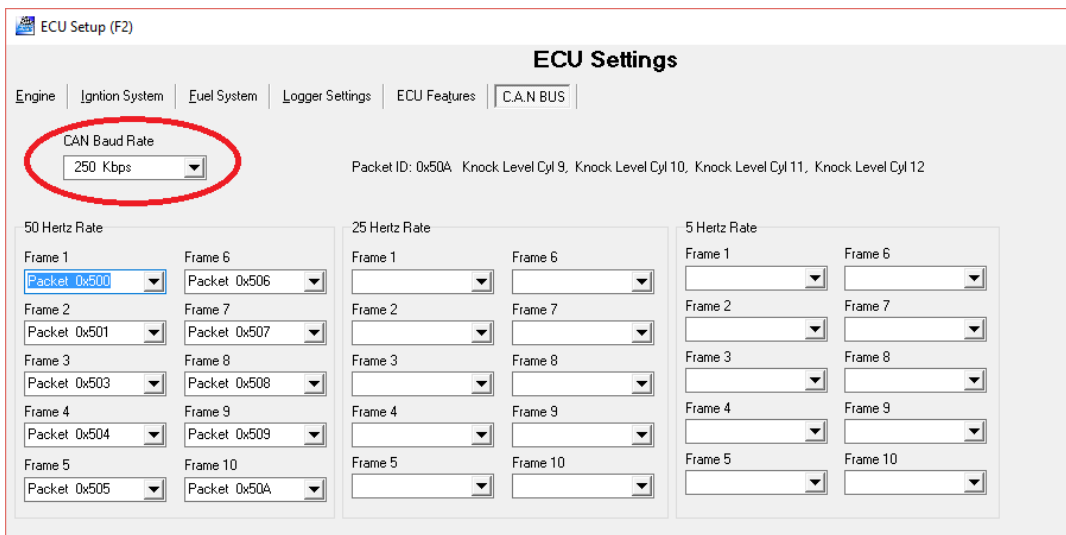 ECU Setup (F2)
ECU Settings
Engine Igntion System Fuel System Logger Settings ECU Features C.A.N BUS
CAN Baud Rate
250 Kbps
Packet ID: 0x50A Knock Level Cyl 9, Knock Level Cyl 10, Knock Level Cyl 11, Knock Level Cyl 12
50 Hertz Rate
Frame 1 Frame 6
Packet 0x500 Packet 0x506
Frame 2 Frame 7
Packet 0x501 Packet 0x507
Frame 3 Frame 8
Packet 0x503 Packet 0x508
Frame 4 Frame 9
Packet 0x504 Packet 0x509
Frame 5 Frame 10
Packet 0x505 Packet 0x50A
25 Hertz Rate
Frame 1 Frame 6
Frame 2 Frame 7
Frame 3 Frame 8
Frame 4 Frame 9
Frame 5 Frame 10
5 Hertz Rate
Frame 1 Frame 6
Frame 2 Frame 7
Frame 3 Frame 8
Frame 4 Frame 9
Frame 5 Frame 10